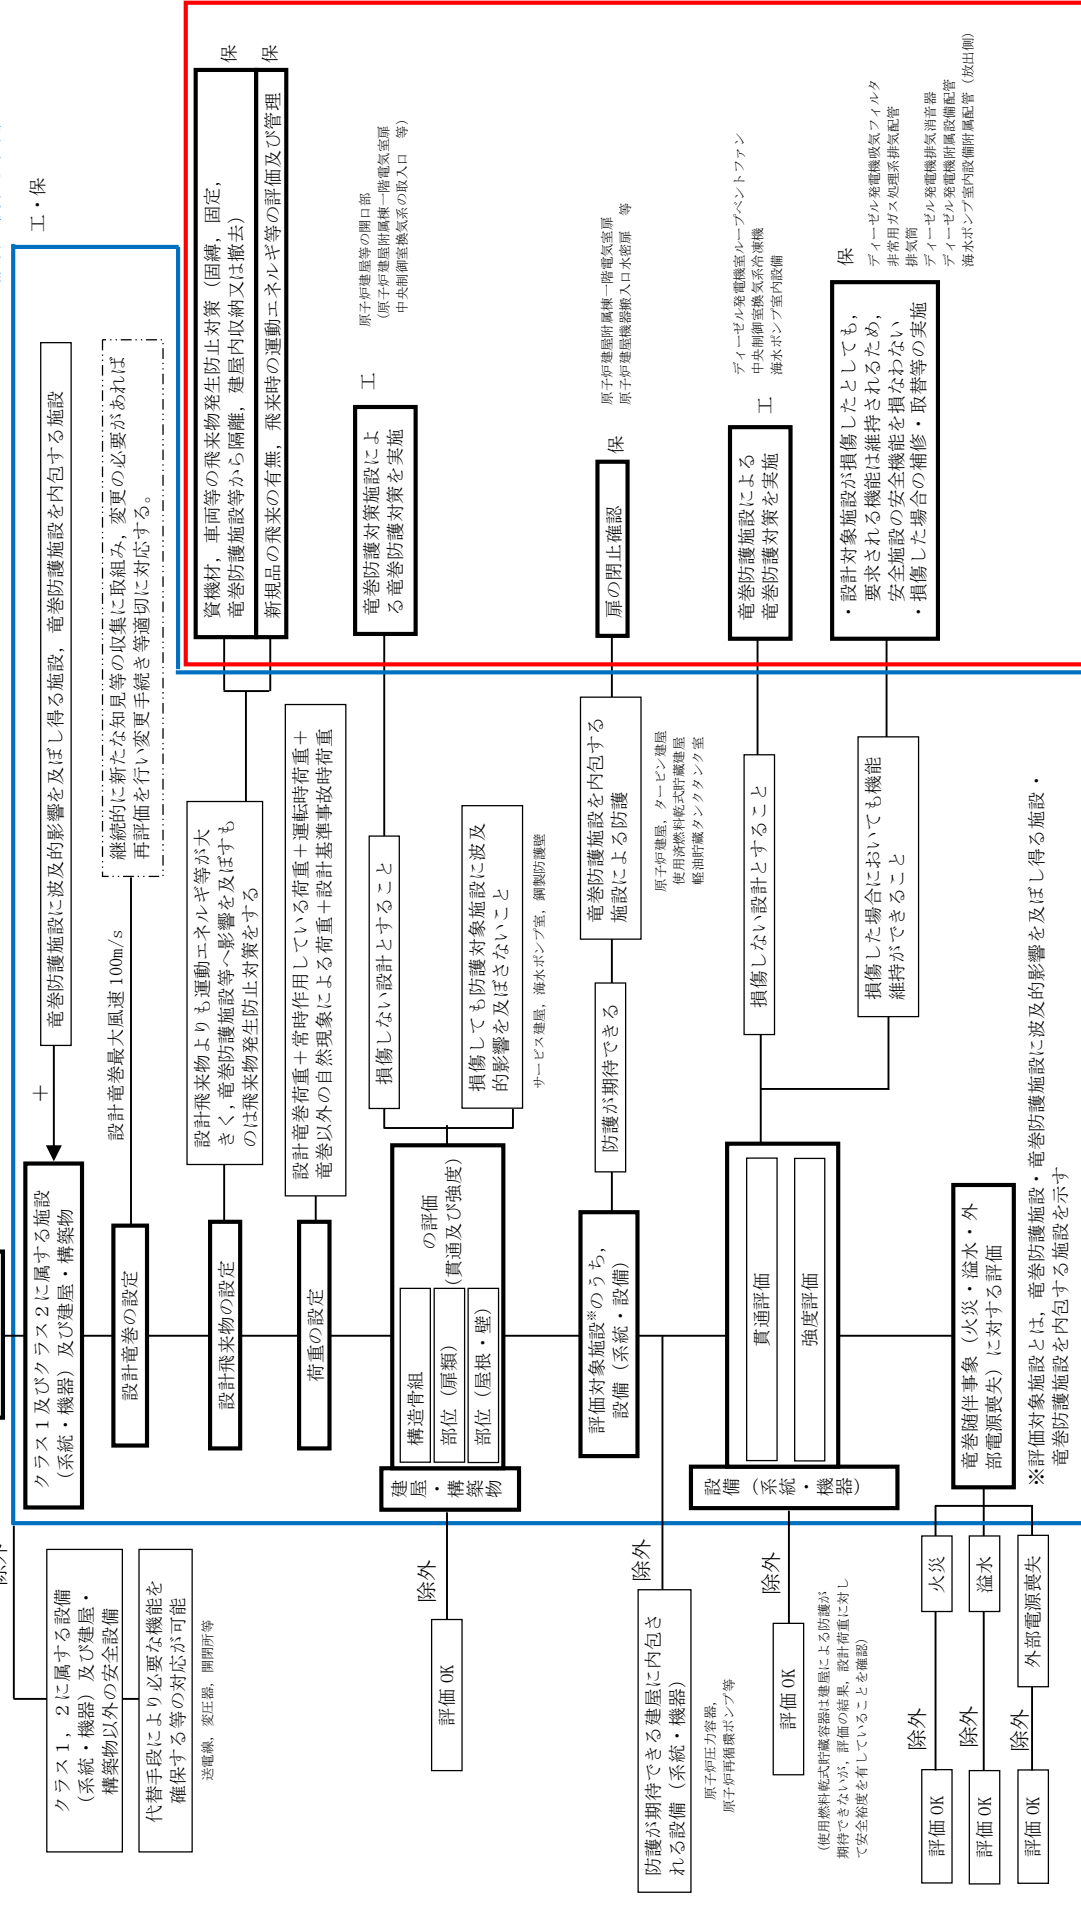 除外
クラス１，２に属する設備
（系統・機器）及び建屋・
構築物以外の安全設備
代替手段により必要な機能を
確保する等の対応が可能
送電線，変圧器，開閉所等
クラス１及びクラス２に属する施設
（系統・機器）及び建屋・構築物
＋
竜巻防護施設に波及的影響を及ぼし得る施設，竜巻防護施設を内包する施設
工・保
設計竜巻の設定
設計竜巻最大風速 100m/s
継続的に新たな知見等の収集に取組み，変更の必要があれば
再評価を行い変更手続き等適切に対応する。
設計飛来物の設定
設計飛来物よりも運動エネルギ等が大
きく，竜巻防護施設等へ影響を及ぼすも
のは飛来物発生防止対策をする
資機材，車両等の飛来物発生防止対策（固縛，固定，
竜巻防護施設等から隔離，建屋内収納又は撤去）
保
新規品の飛来の有無，飛来時の運動エネルギ等の評価及び管理
保
荷重の設定
設計竜巻荷重＋常時作用している荷重＋運転時荷重＋
竜巻以外の自然現象による荷重＋設計基準事故時荷重
評価 OK
除外
建屋・構築物
構造骨組
部位（扉類）
部位（屋根・壁）
の評価
（貫通及び強度）
損傷しない設計とすること
竜巻防護対策施設によ
る竜巻防護対策を実施
工
原子炉建屋等の開口部
（原子炉建屋附属棟一階電気室扉
中央制御室換気系の取入口　等）
損傷しても防護対象施設に波及
的影響を及ぼさないこと
サービス建屋，海水ポンプ室，鋼製防護壁
評価対象施設※のうち，
設備（系統・設備）
防護が期待できる
竜巻防護施設を内包する
施設による防護
原子炉建屋，タービン建屋
使用済燃料乾式貯蔵建屋
軽油貯蔵タンクタンク室
扉の閉止確認
保
原子炉建屋附属棟一階電気室扉
原子炉建屋機器搬入口水密扉　等
除外
防護が期待できる建屋に内包さ
れる設備（系統・機器）
原子炉圧力容器，
原子炉再循環ポンプ等
設備（系統・機器）
貫通評価
強度評価
除外
評価 OK
（使用燃料乾式貯蔵容器は建屋による防護が
期待できないが，評価の結果，設計荷重に対し
て安全裕度を有していることを確認）
損傷しない設計とすること
竜巻防護施設による
竜巻防護対策を実施
工
ディーゼル発電機室ルーフベントファン
中央制御室換気系冷凍機
海水ポンプ室内設備
損傷した場合においても機能
維持ができること
・設計対象施設が損傷したとしても，
要求される機能は維持されるため，
安全施設の安全機能を損なわない
・損傷した場合の補修・取替等の実施
保
ディーゼル発電機吸気フィルタ
非常用ガス処理系排気配管
排気筒
ディーゼル発電機排気消音器
ディーゼル発電機附属設備配管
海水ポンプ室内設備附属配管（放出側）
竜巻随伴事象（火災・溢水・外
部電源喪失）に対する評価
火災
除外
評価 OK
溢水
除外
評価 OK
外部電源喪失
除外
評価 OK
※評価対象施設とは，竜巻防護施設・竜巻防護施設に波及的影響を及ぼし得る施設・
竜巻防護施設を内包する施設を示す